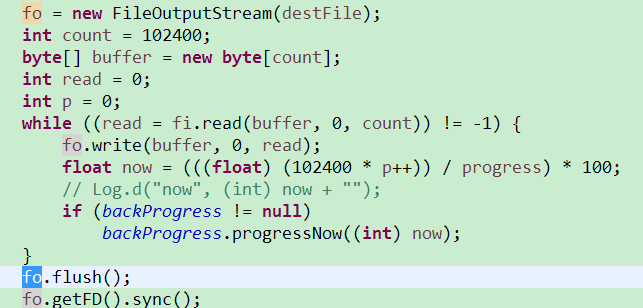 fo = new FileOutputStream(destFile);
int count = 102400;
byte[] buffer = new byte[count];
int read = 0;
int p = 0;
while ((read = fi.read(buffer, 0, count)) != -1) {
fo.write(buffer, 0, read);
float now = (((float) (102400 * p++)) / progress) * 100;
// Log.d("now", (int) now + "");
if (backProgress != null)
backProgress.progressNow((int) now);
}
fo.flush();
fo.getFD().sync();